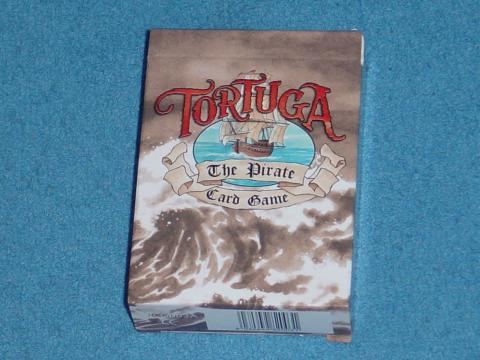 TORTUGA
The Pirate
Card Game